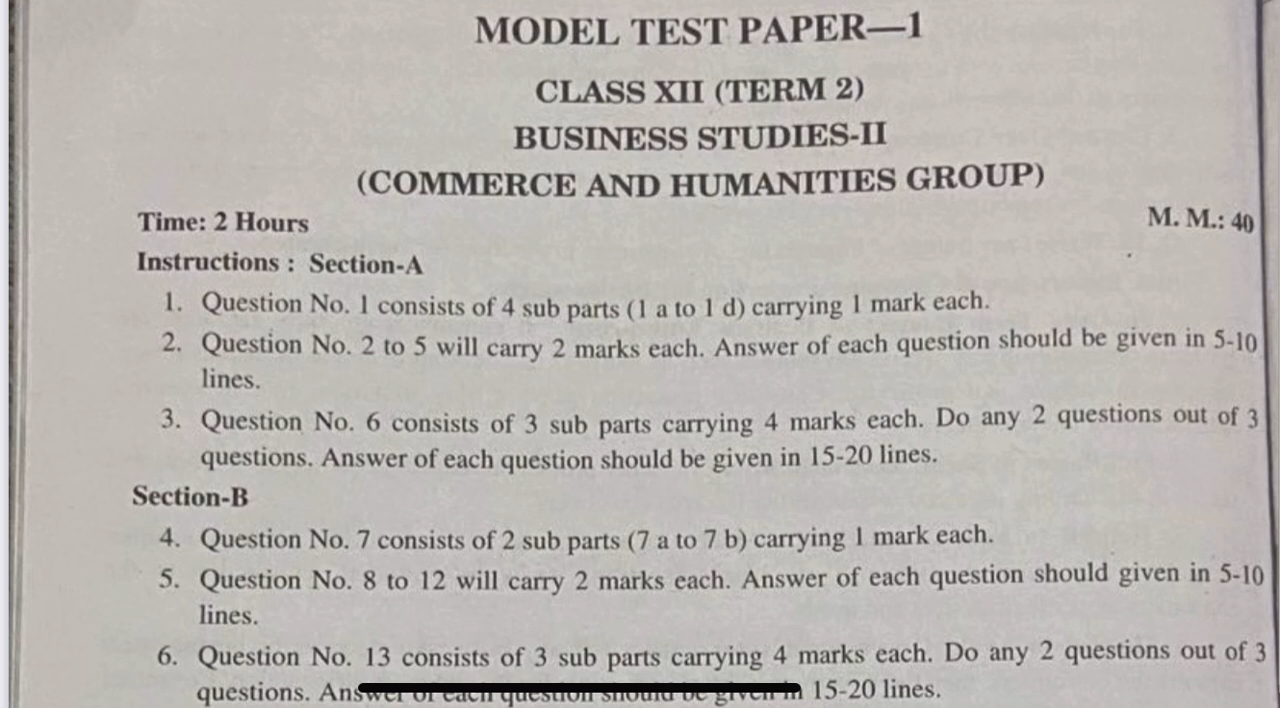 MODEL TEST PAPER—1
CLASS XII (TERM 2)
BUSINESS STUDIES-II
(COMMERCE AND HUMANITIES GROUP)
Time: 2 Hours M. M.: 40
Instructions : Section-A
1. Question No. 1 consists of 4 sub parts (1 a to 1 d) carrying 1 mark each.
2. Question No. 2 to 5 will carry 2 marks each. Answer of each question should be given in 5-10
lines.
3. Question No. 6 consists of 3 sub parts carrying 4 marks each. Do any 2 questions out of 3
questions. Answer of each question should be given in 15-20 lines.
Section-B
4. Question No. 7 consists of 2 sub parts (7 a to 7 b) carrying 1 mark each.
5. Question No. 8 to 12 will carry 2 marks each. Answer of each question should given in 5-10
lines.
6. Question No. 13 consists of 3 sub parts carrying 4 marks each. Do any 2 questions out of 3
questions. Answer of each question should be given in 15-20 lines.